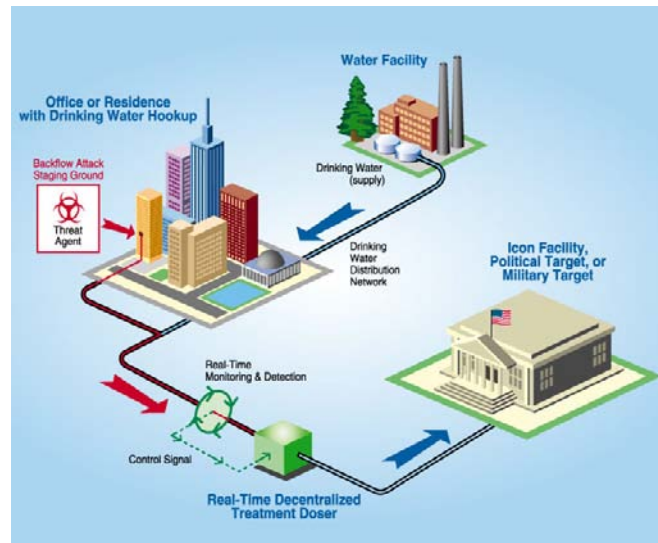 Water Facility
Office or Residence
with Drinking Water Hookup
Backflow Attack
Staging Ground
Threat
Agent
Drinking Water
(supply)
Drinking
Water
Distribution
Network
Icon Facility,
Political Target, or
Military Target
Real-Time
Monitoring & Detection
Control Signal
Real-Time Decentralized
Treatment Doser